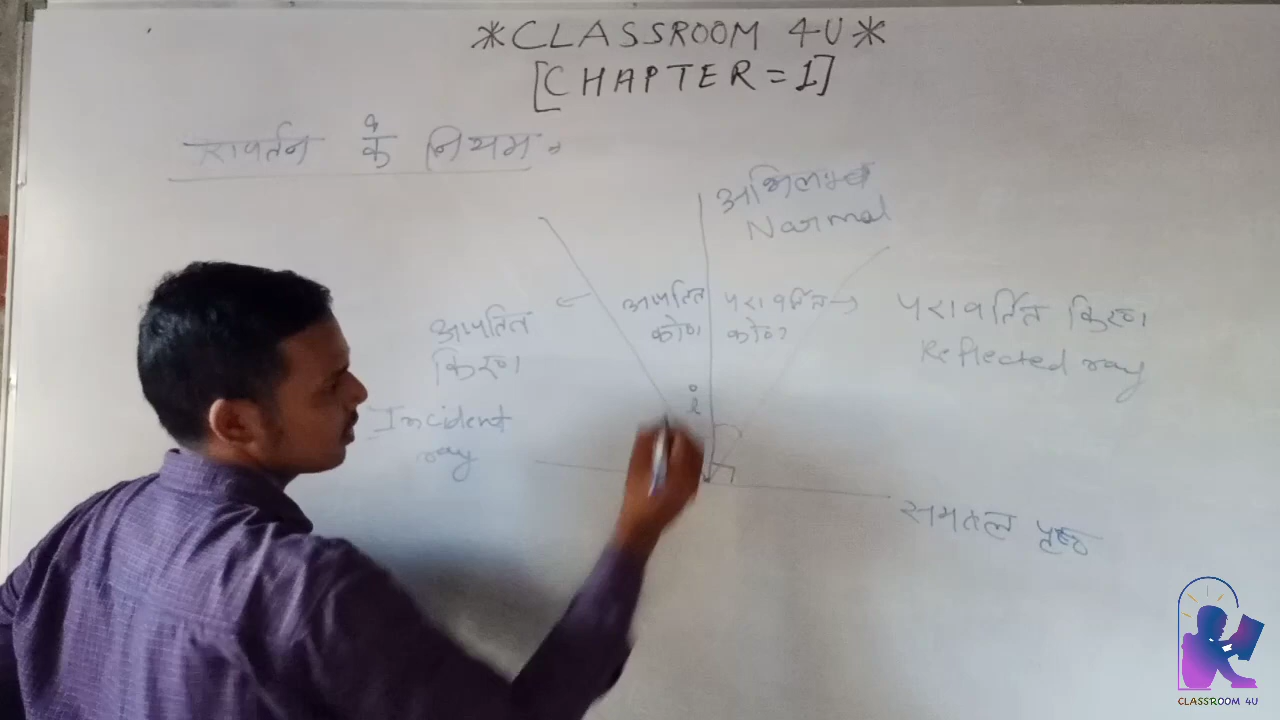 *CLASSROOM 4U*
[CHAPTER=1]
रावर्तन के नियम
अभिलम्ब
Normal
आपतित
कोण
परावर्तित
कोण
आपतित
किरण
Incident
ray
परावर्तित किरण
Reflected ray
i
समतल पृष्ठ
CLASSROOM 4U